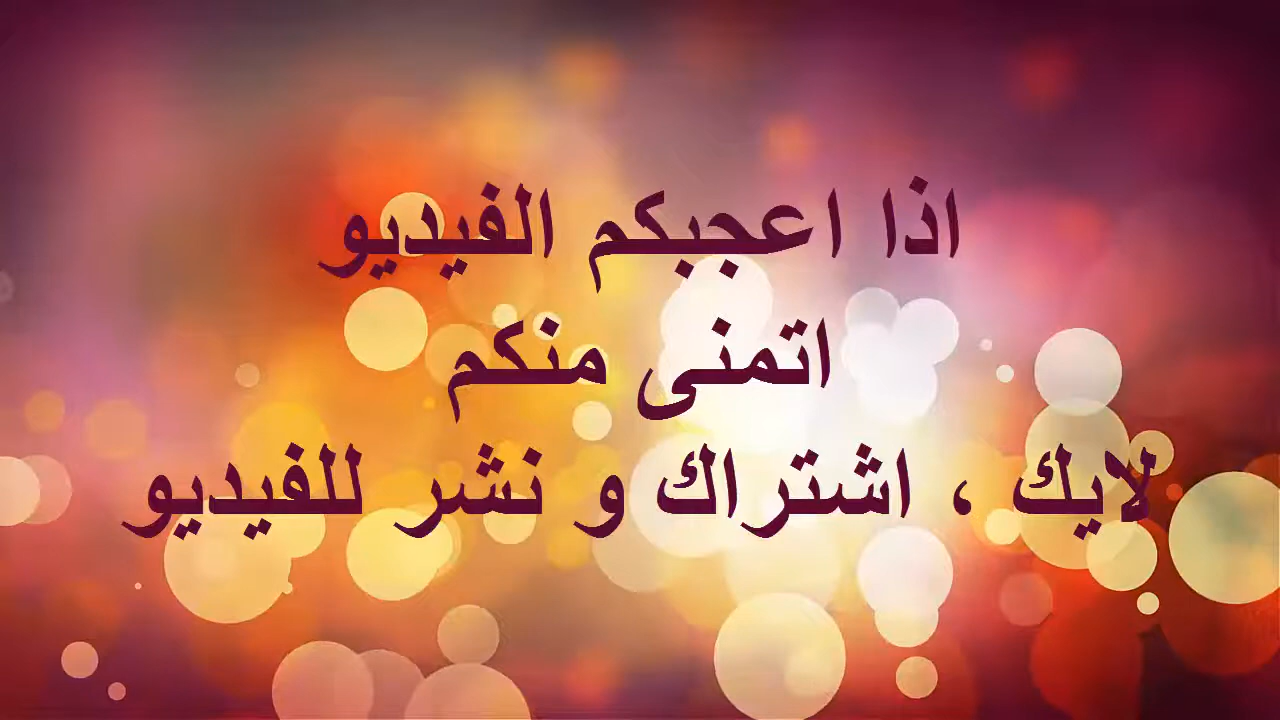 اذا اعجبكم الفيديو
اتمنى منكم
لايك ، اشتراك و نشر للفيديو